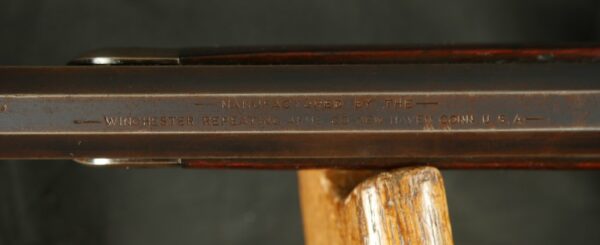 —MANUFACTURED BY THE—
—WINCHESTER REPEATING ARMS CO. NEW HAVEN. CONN. U.S.A.—